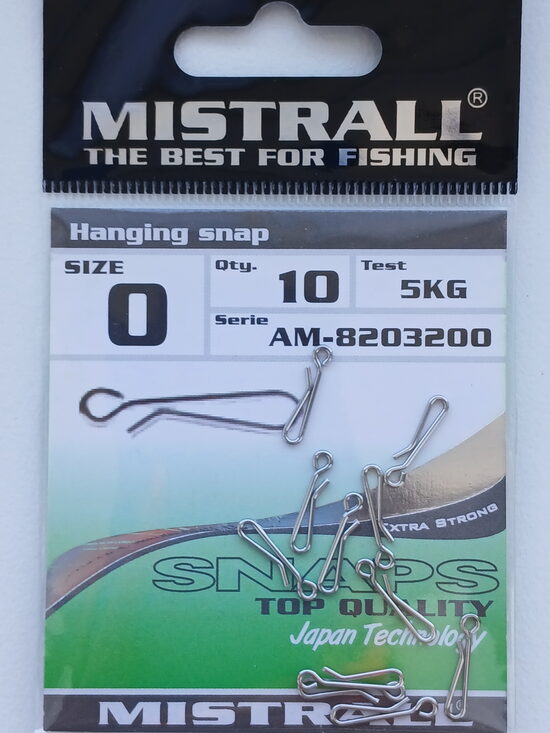 MISTRALL®
THE BEST FOR FISHING
Hanging snap
SIZE
0
Qty.
10
Test
5KG
Serie
AM-8203200
EXTRA STRONG
SNAPS
TOP QUALITY
Japan Technology
MISTRALL